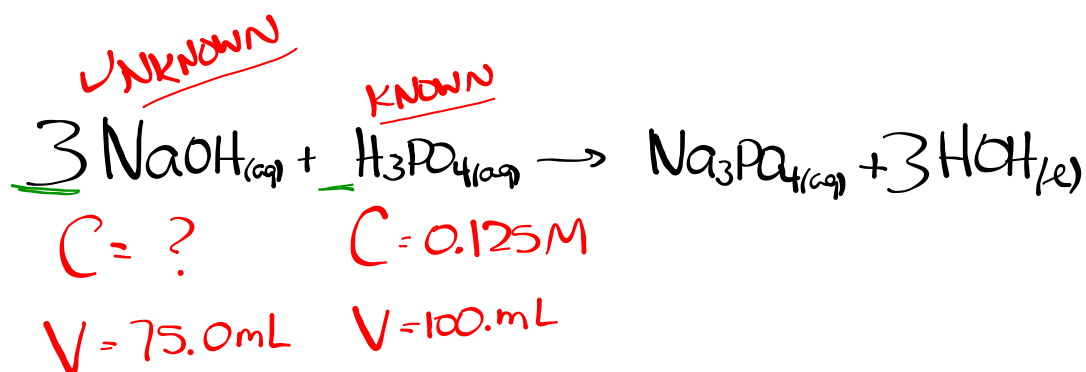 UNKNOWN
KNOWN
3 NaOH(aq) + H₃PO₄(aq) → Na₃PO₄(aq) + 3 HOH(l)
C = ? C = 0.125M
V = 75.0mL V = 100.mL